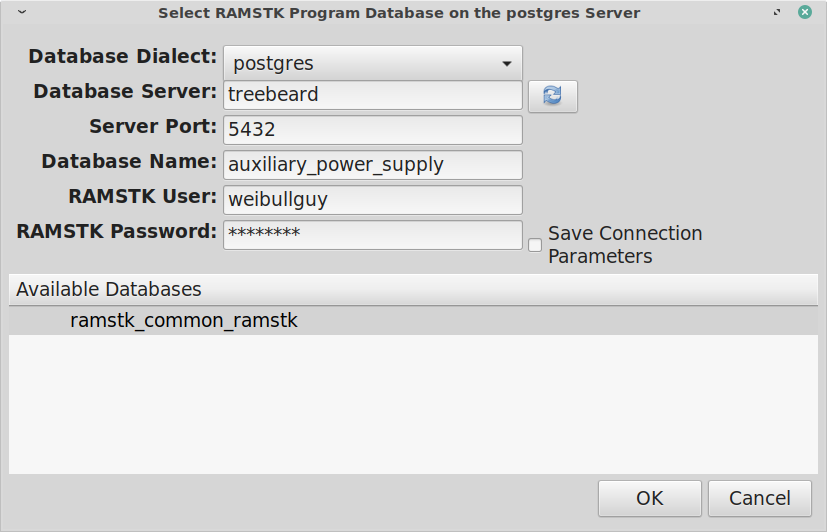 Select RAMSTK Program Database on the postgres Server
Database Dialect: postgres
Database Server: treebeard
Server Port: 5432
Database Name: auxiliary_power_supply
RAMSTK User: weibullguy
RAMSTK Password: ********
Save Connection
Parameters
Available Databases
ramstk_common_ramstk
OK Cancel